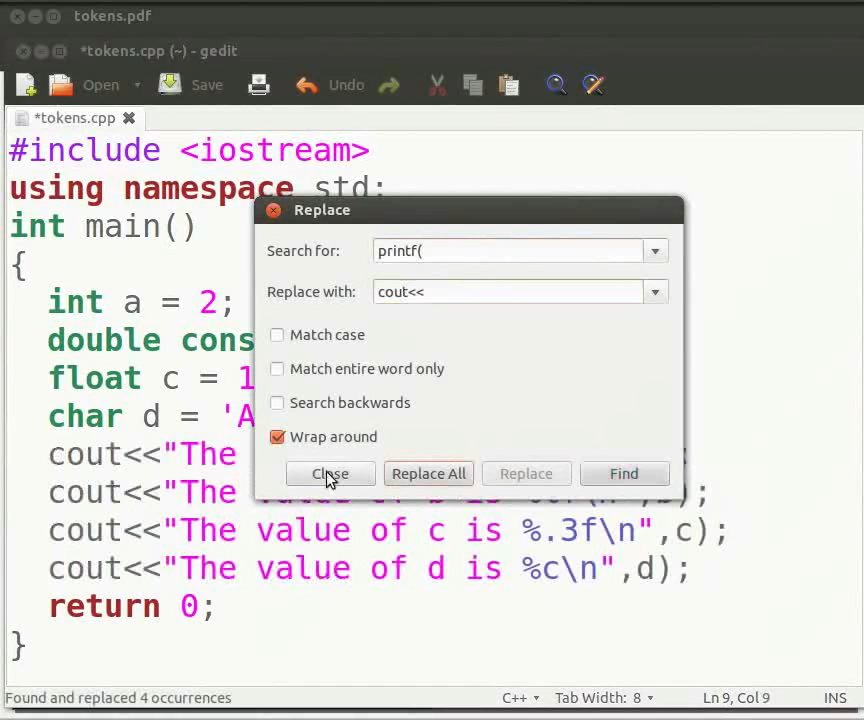 tokens.pdf
*tokens.cpp (~) - gedit
Open Save Undo
*tokens.cpp
#include <iostream>
using namespace std;
int main()
{
int a = 2;
double cons
float c = 1
char d = 'A
cout<<"The
cout<<"The value of b is
cout<<"The value of c is %.3f\n",c);
cout<<"The value of d is %c\n",d);
return 0;
}
Replace
Search for: printf(
Replace with: cout<<
Match case
Match entire word only
Search backwards
Wrap around
Close Replace All Replace Find
Found and replaced 4 occurrences C++ Tab Width: 8 Ln 9, Col 9 INS